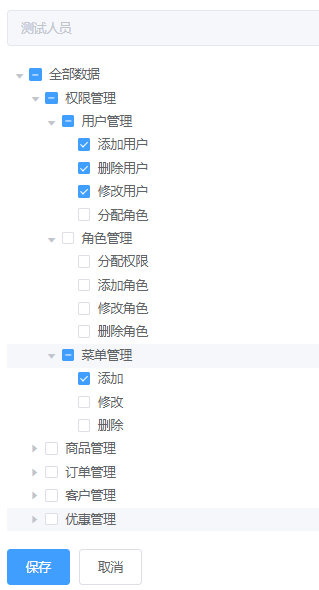 测试人员
全部数据
权限管理
用户管理
添加用户
删除用户
修改用户
分配角色
角色管理
分配权限
添加角色
修改角色
删除角色
菜单管理
添加
修改
删除
商品管理
订单管理
客户管理
优惠管理
保存 取消